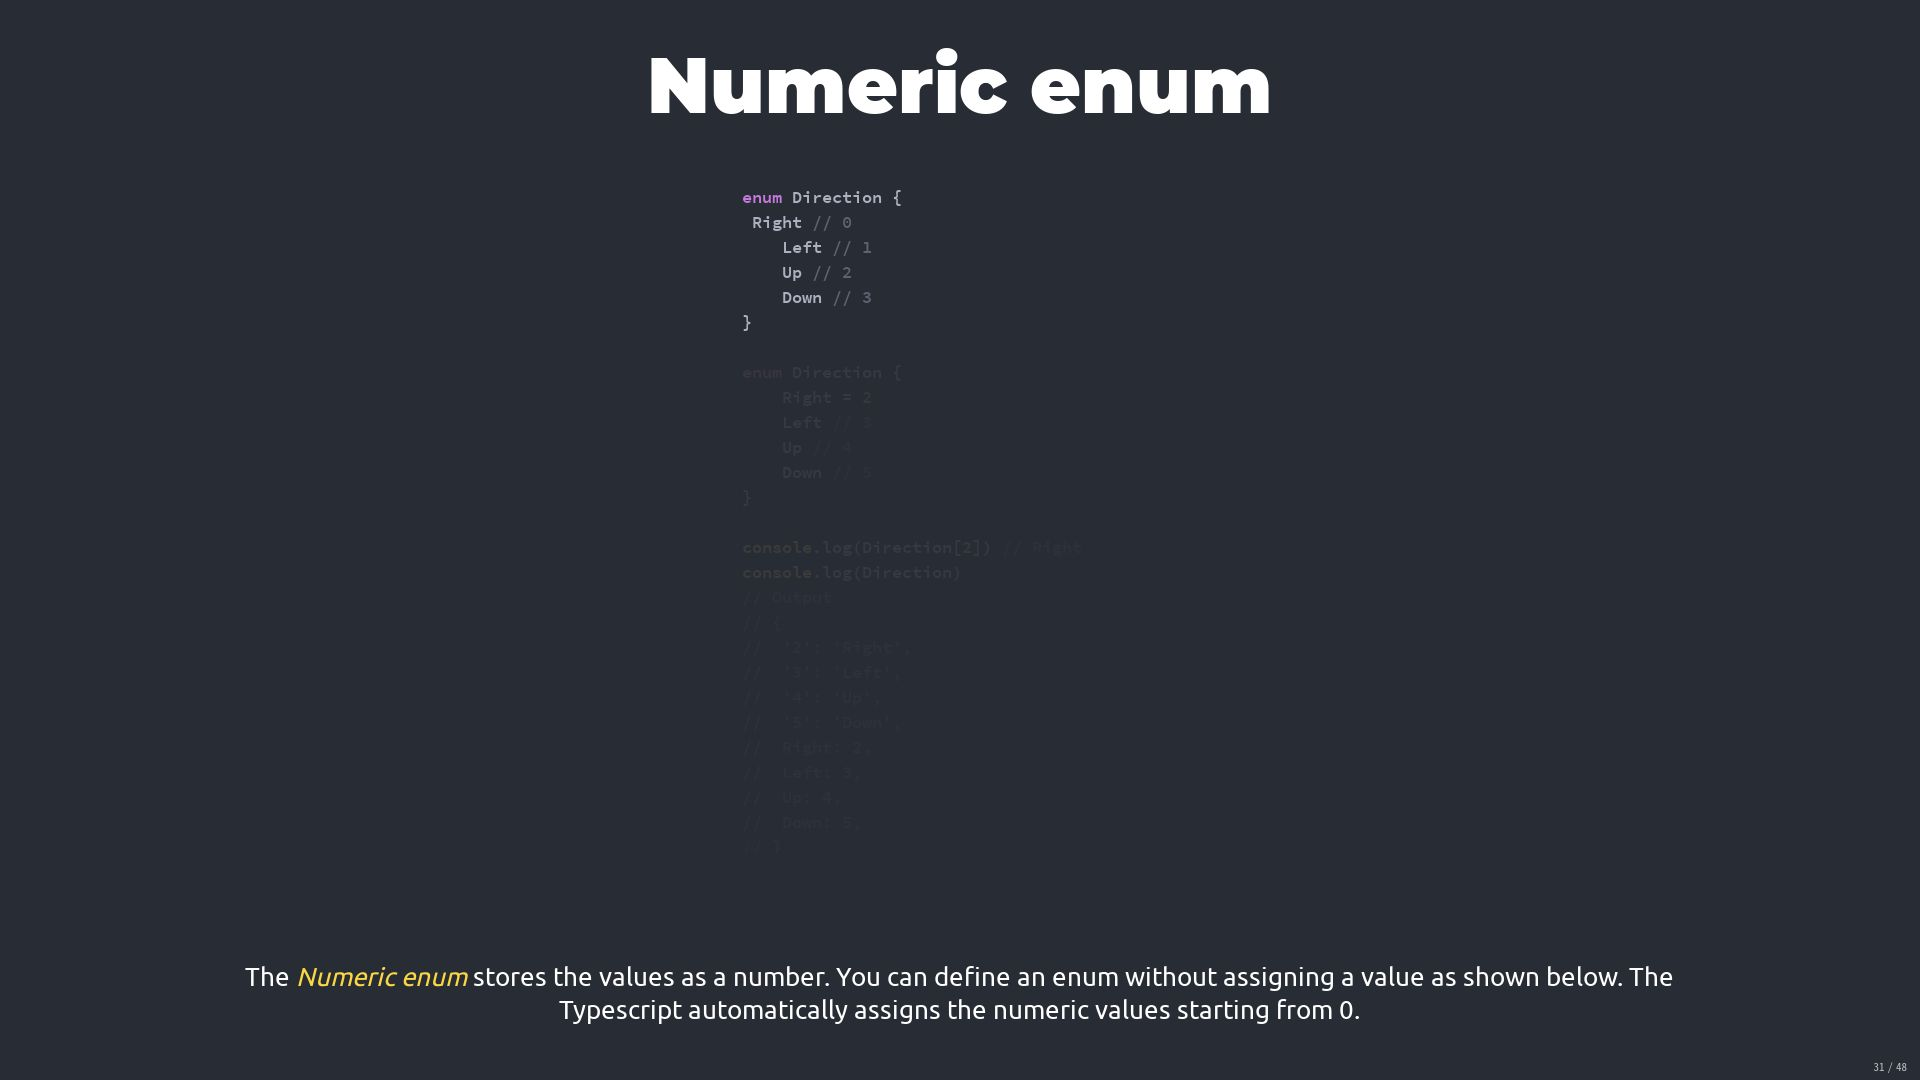 Numeric enum
enum Direction {
 Right // 0
    Left // 1
    Up // 2
    Down // 3
}
enum Direction {
    Right = 2
    Left // 3
    Up // 4
    Down // 5
}
console.log(Direction[2]) // Right
console.log(Direction)
// Output
// {
//  '2': 'Right',
//  '3': 'Left',
//  '4': 'Up',
//  '5': 'Down',
//  Right: 2,
//  Left: 3,
//  Up: 4,
//  Down: 5,
// }
The Numeric enum stores the values as a number. You can define an enum without assigning a value as shown below. The
Typescript automatically assigns the numeric values starting from 0.
31 / 48